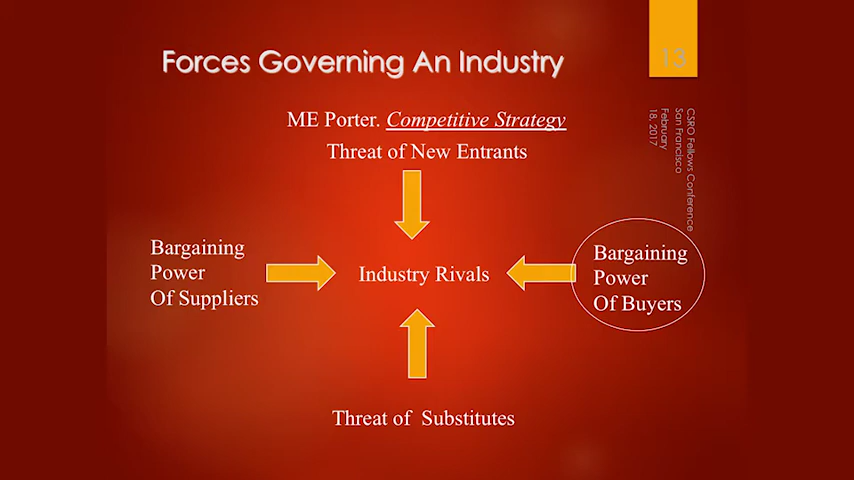 Forces Governing An Industry
13
ME Porter. Competitive Strategy
Threat of New Entrants
CSRO Fellows Conference
San Francisco
February
18, 2017
Bargaining
Power
Of Suppliers
Industry Rivals
Bargaining
Power
Of Buyers
Threat of Substitutes